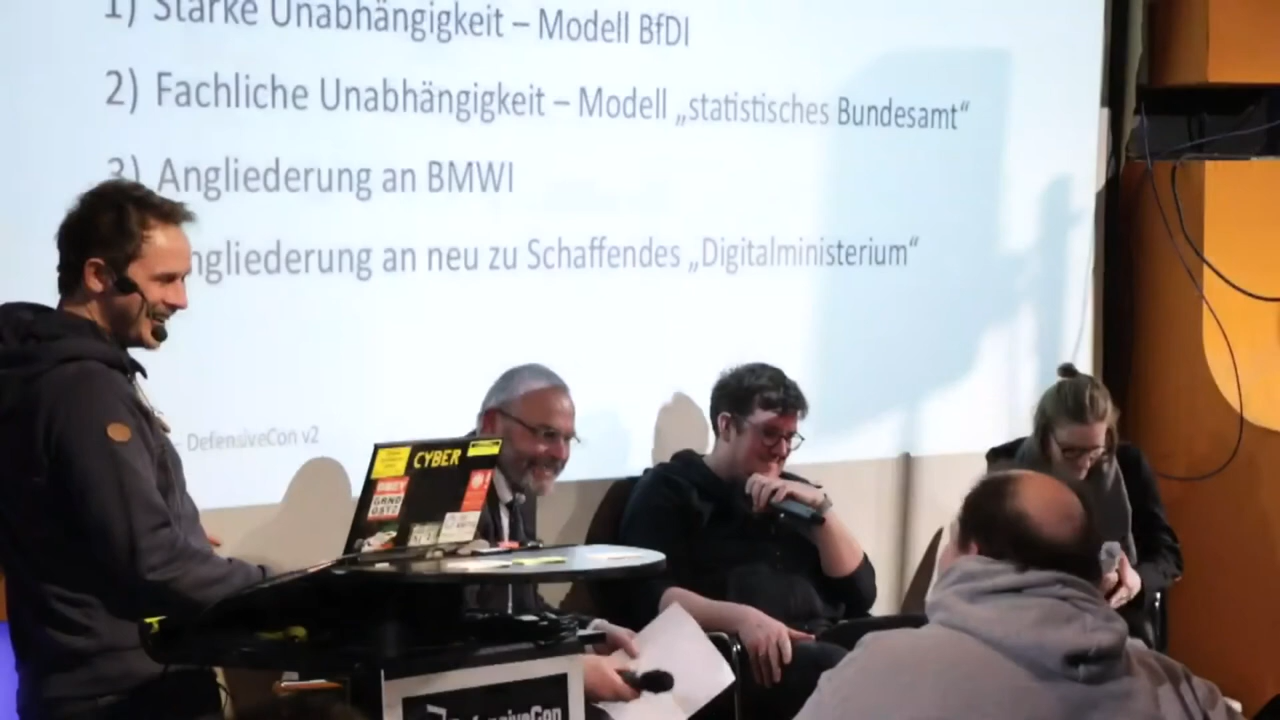 1) Starke Unabhängigkeit – Modell BfDI
2) Fachliche Unabhängigkeit – Modell „statistisches Bundesamt“
3) Angliederung an BMWI
ngliederung an neu zu Schaffendes „Digitalministerium“
– DefensiveCon v2
CYBER
DefensiveCon